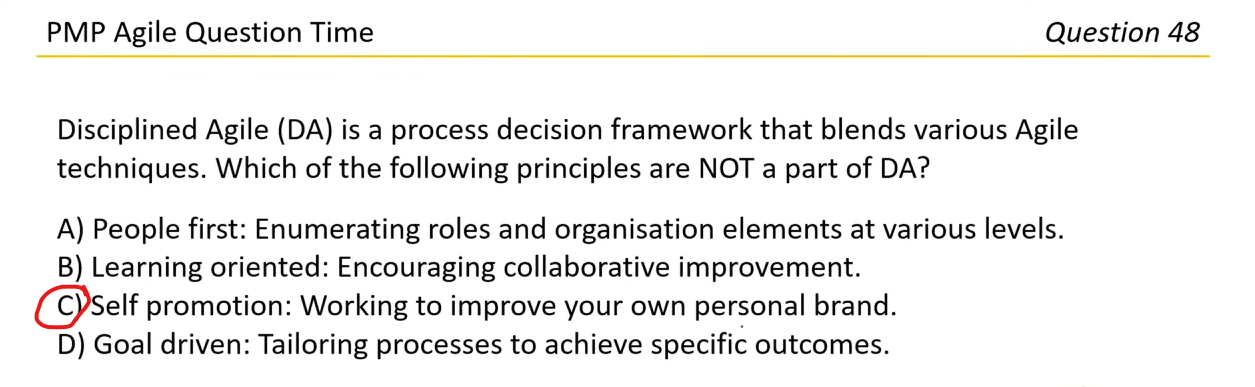 PMP Agile Question Time
Question 48
Disciplined Agile (DA) is a process decision framework that blends various Agile
techniques. Which of the following principles are NOT a part of DA?
A) People first: Enumerating roles and organisation elements at various levels.
B) Learning oriented: Encouraging collaborative improvement.
C) Self promotion: Working to improve your own personal brand.
D) Goal driven: Tailoring processes to achieve specific outcomes.